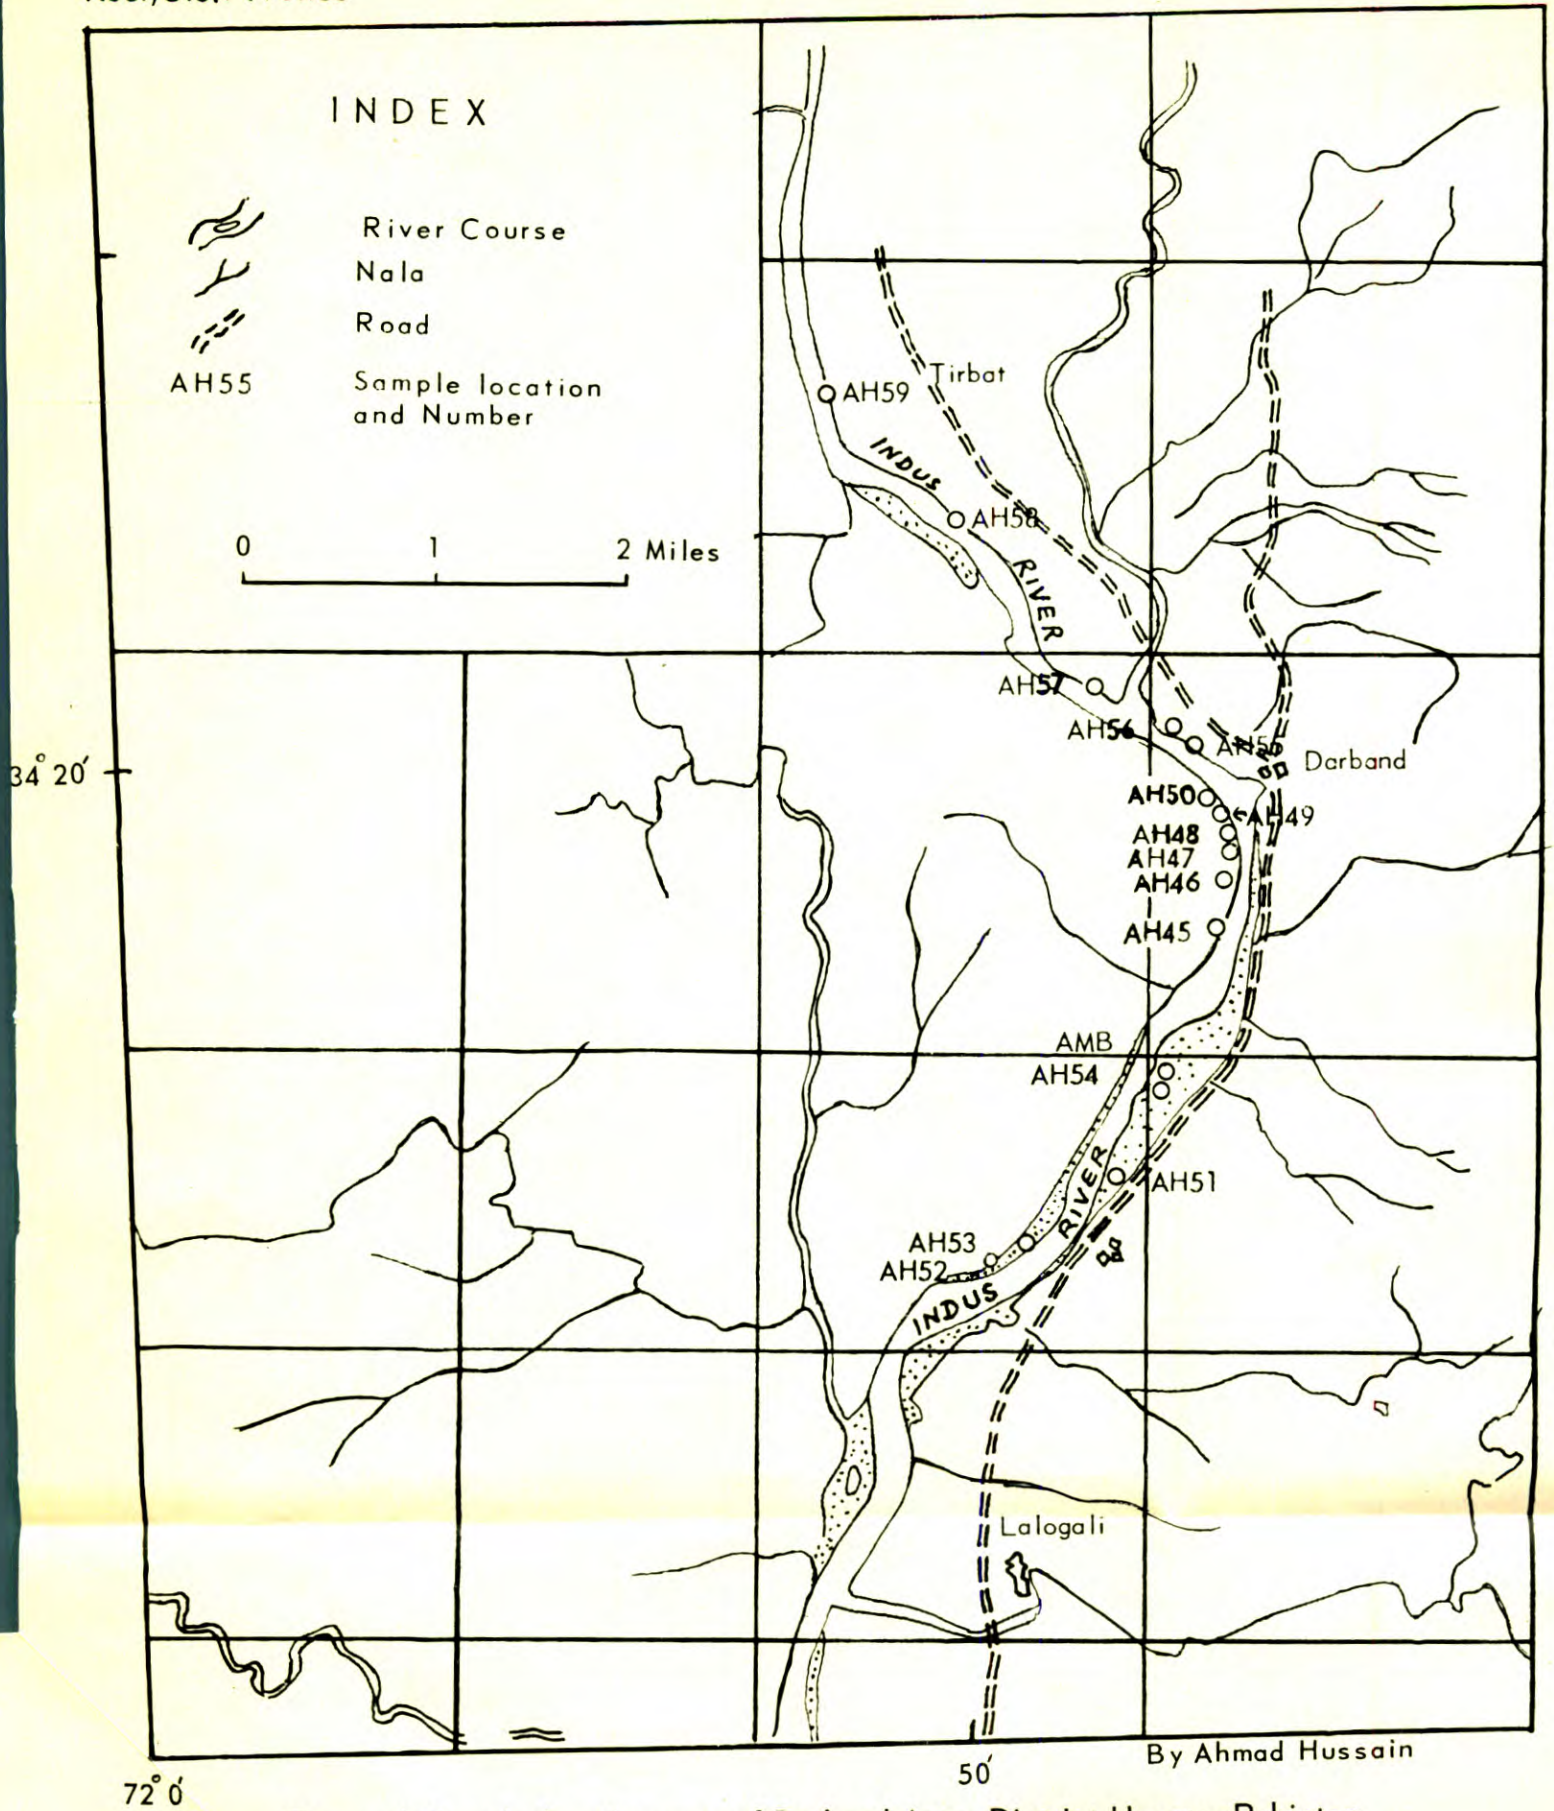 INDEX
River Course
Nala
Road
AH55 Sample location
and Number
0 1 2 Miles
Tirbat
AH59
INDUS
AH58
RIVER
AH57
AH56
AH55
Darband
34° 20'
AH50
AH49
AH48
AH47
AH46
AH45
AMB
AH54
RIVER
AH51
AH53
AH52
INDUS
Lalogali
By Ahmad Hussain
72° 0'
50'